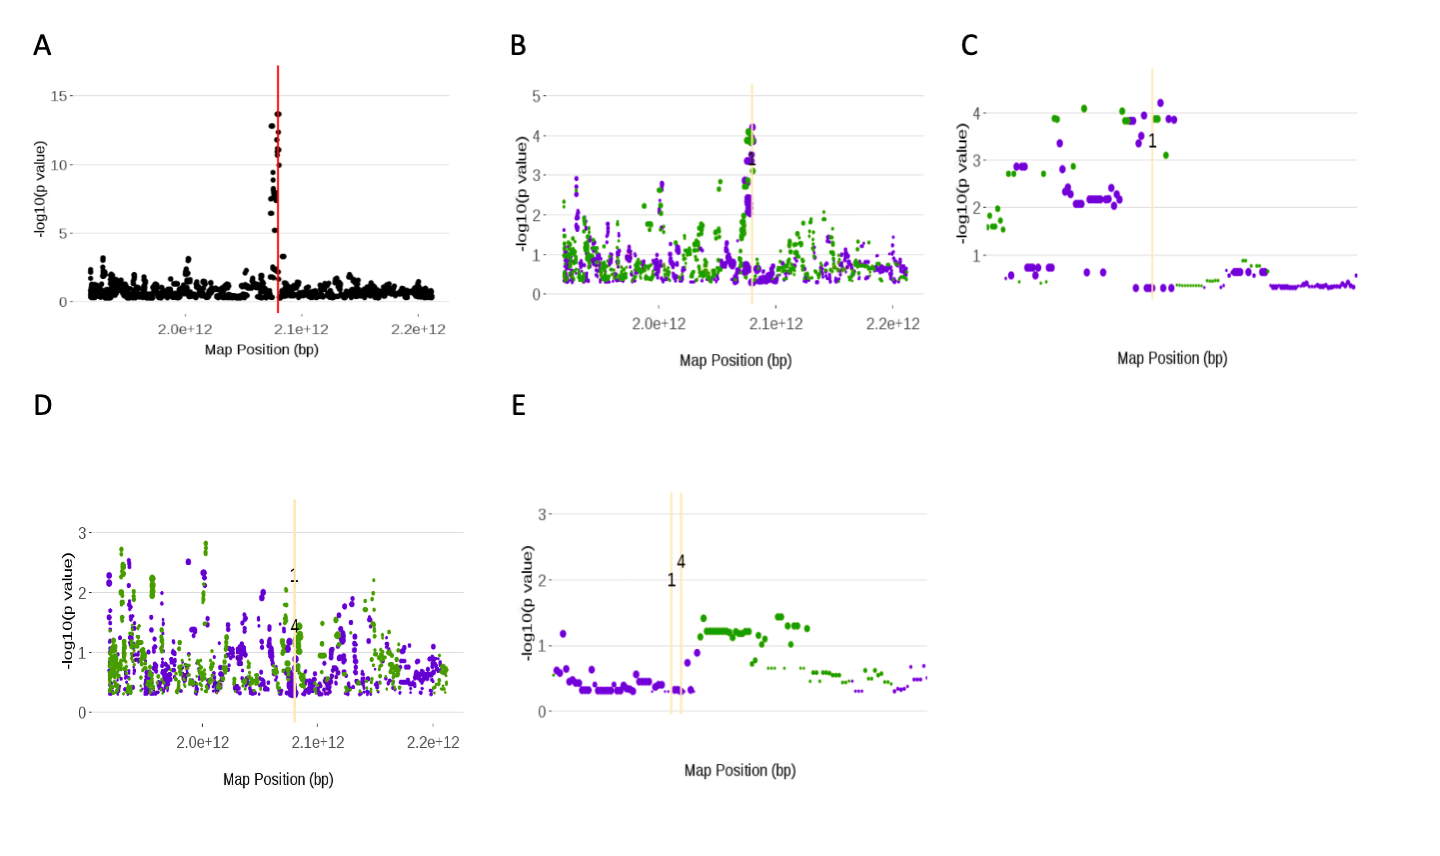 A
B
C
15
10
5
0
-log10(p value)
2.0e+12
2.1e+12
2.2e+12
Map Position (bp)
5
4
3
2
1
0
-log10(p value)
1
2.0e+12
2.1e+12
2.2e+12
Map Position (bp)
4
3
2
1
-log10(p value)
1
Map Position (bp)
D
E
3
2
1
0
-log10(p value)
1
4
2.0e+12
2.1e+12
2.2e+12
Map Position (bp)
3
2
1
0
-log10(p value)
4
1
Map Position (bp)